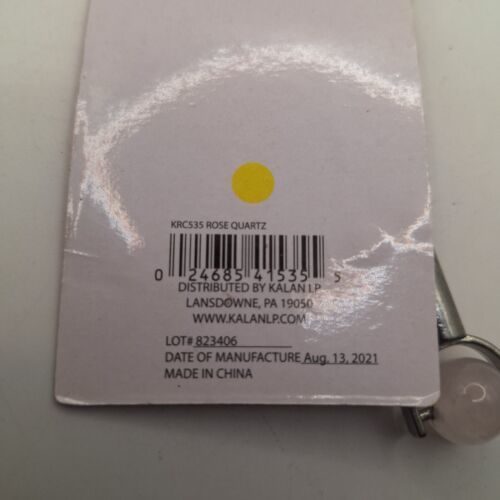 KRC535 ROSE QUARTZ
0 24685 41535 5
DISTRIBUTED BY KALAN LP
LANSDOWNE, PA 19050
WWW.KALANLP.COM
LOT# 823406
DATE OF MANUFACTURE Aug. 13, 2021
MADE IN CHINA